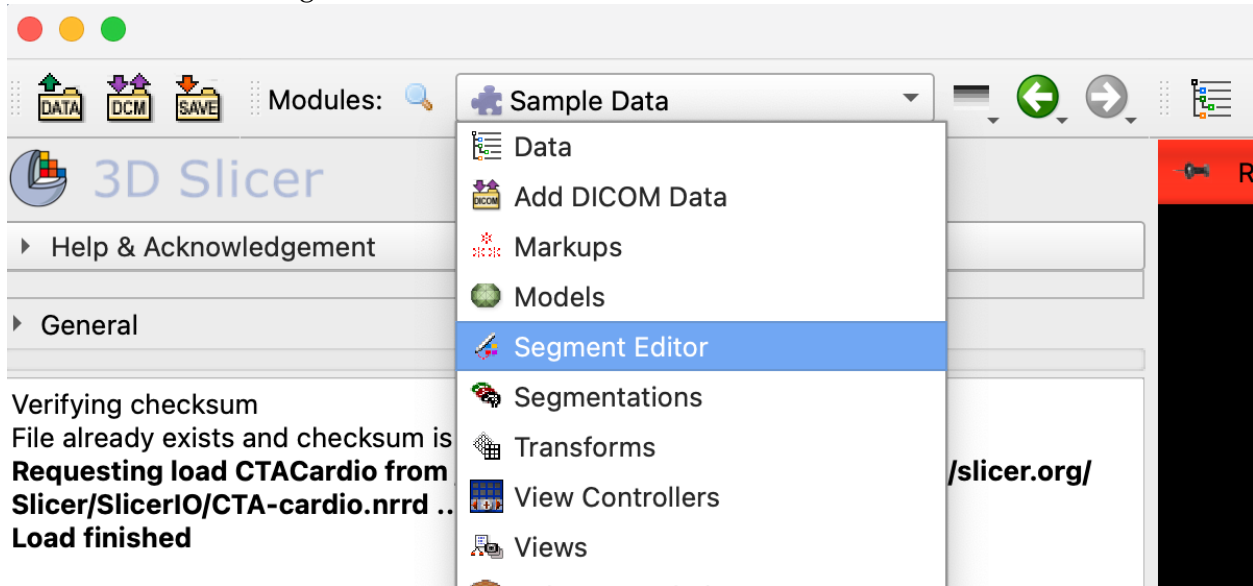 DATA DCM SAVE Modules: Sample Data
Data
3D Slicer
DICOM Add DICOM Data
Help & Acknowledgement
Markups
Models
General
Segment Editor
Segmentations
Verifying checksum
File already exists and checksum is
Transforms
Requesting load CTACardio from /slicer.org/
View Controllers
Slicer/SlicerIO/CTA-cardio.nrrd ..
Load finished
Views
R